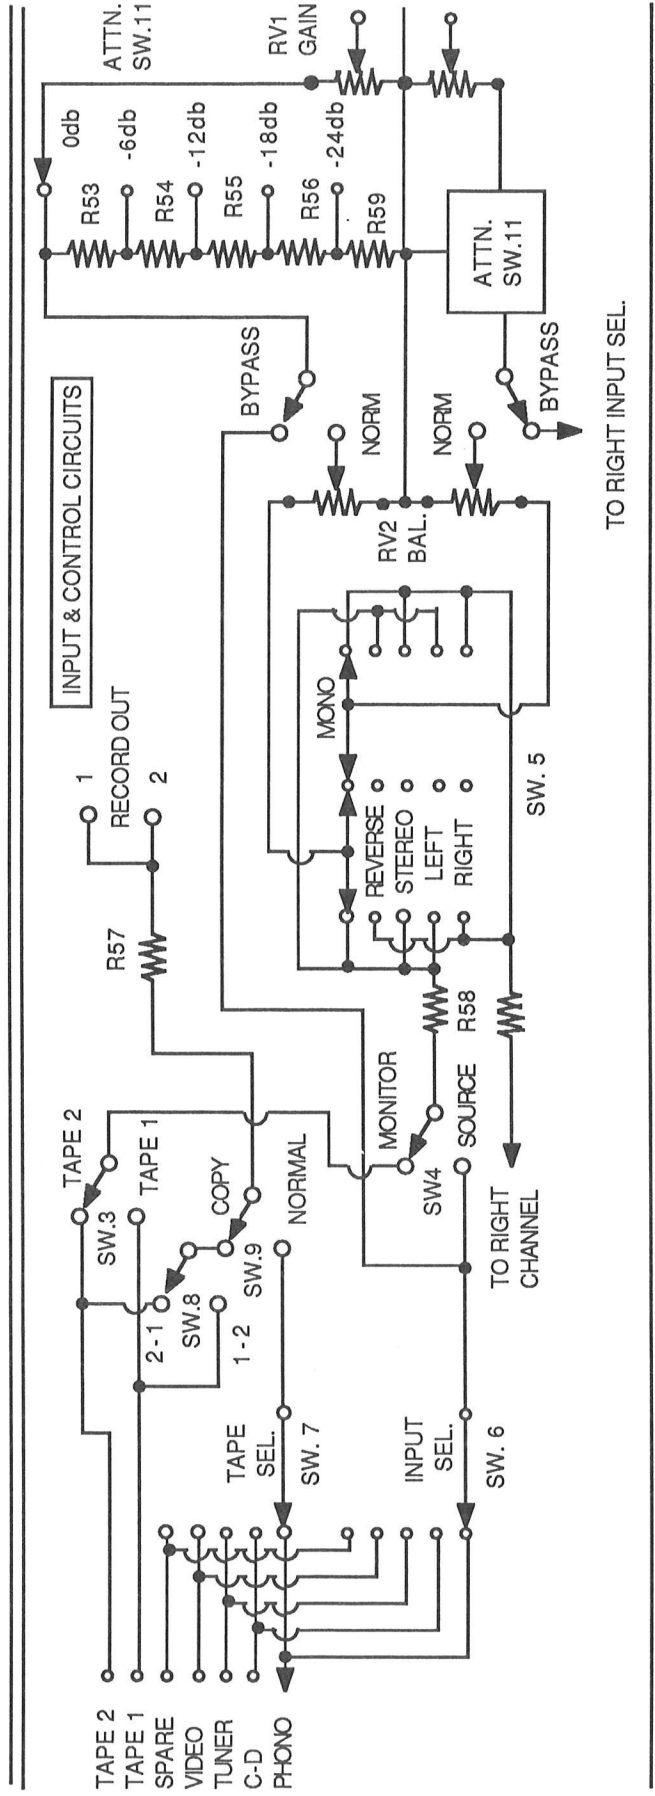 INPUT & CONTROL CIRCUITS
TAPE 2
TAPE 1
SPARE
VIDEO
TUNER
C-D
PHONO
TAPE
SEL.
SW. 7
INPUT
SEL.
SW. 6
2 - 1
SW.8
1 - 2
TAPE 2
SW.3
TAPE 1
COPY
SW.9
NORMAL
MONITOR
SW4
SOURCE
TO RIGHT
CHANNEL
R57
1
RECORD OUT
2
R58
REVERSE
STEREO
LEFT
RIGHT
MONO
SW. 5
RV2
BAL.
NORM
NORM
BYPASS
BYPASS
TO RIGHT INPUT SEL.
R53
R54
R55
R56
R59
0db
-6db
-12db
-18db
-24db
ATTN.
SW.11
ATTN.
SW.11
RV1
GAIN